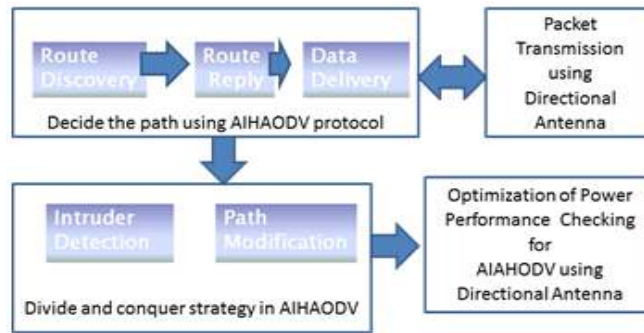 Route
Discovery
Route
Reply
Data
Delivery
Decide the path using AIHAODV protocol
Packet
Transmission
using
Directional
Antenna
Intruder
Detection
Path
Modification
Divide and conquer strategy in AIHAODV
Optimization of Power
Performance Checking
for
AIAHODV using
Directional Antenna